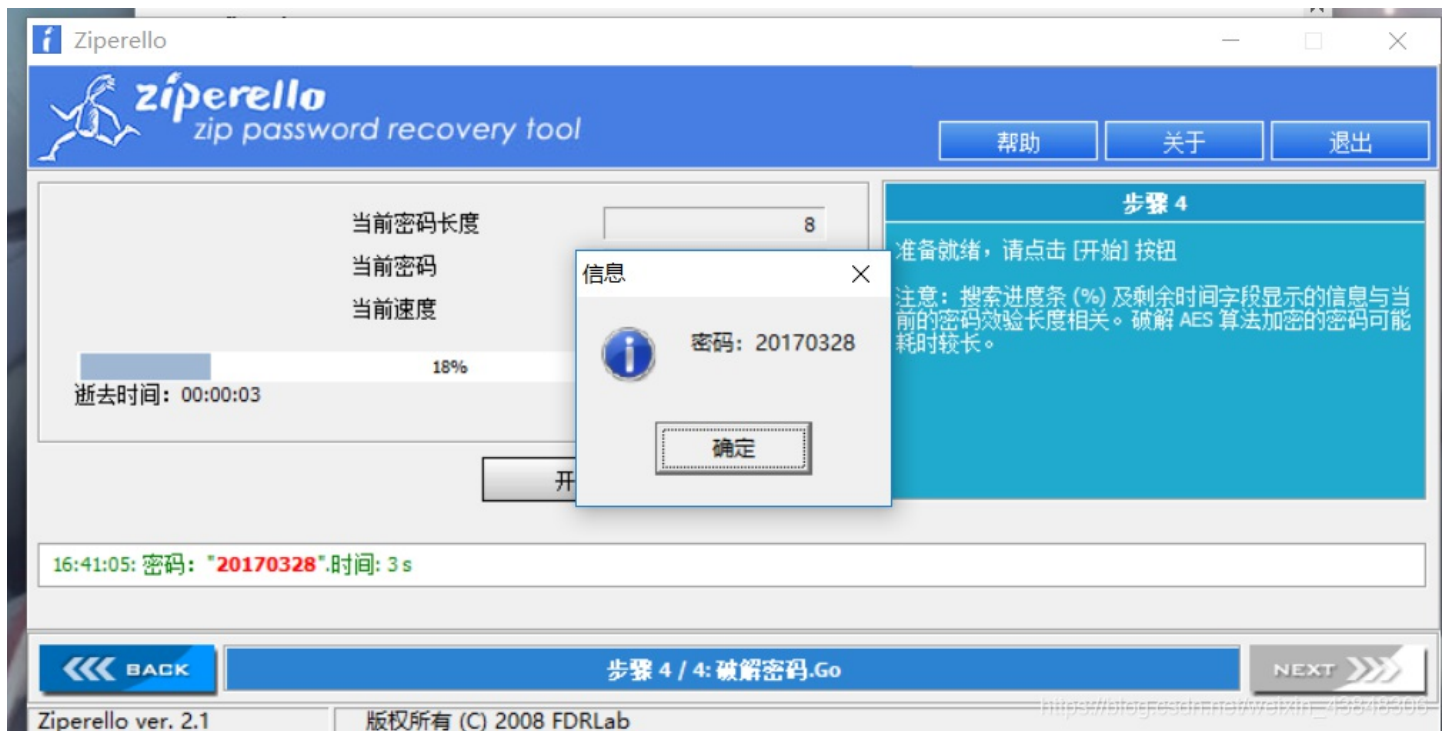 Ziperello
ziperello
zip password recovery tool
帮助
关于
退出
当前密码长度
8
当前密码
当前速度
18%
逝去时间：00:00:03
开
信息
密码：20170328
确定
步骤 4
准备就绪，请点击 [开始] 按钮
注意：搜索进度条 (%) 及剩余时间字段显示的信息与当
前的密码效验长度相关。破解 AES 算法加密的密码可能
耗时较长。
16:41:05: 密码："20170328".时间: 3 s
BACK
步骤 4 / 4: 破解密码.Go
NEXT
Ziperello ver. 2.1
版权所有 (C) 2008 FDRLab
https://blog.csdn.net/weixin_43848306